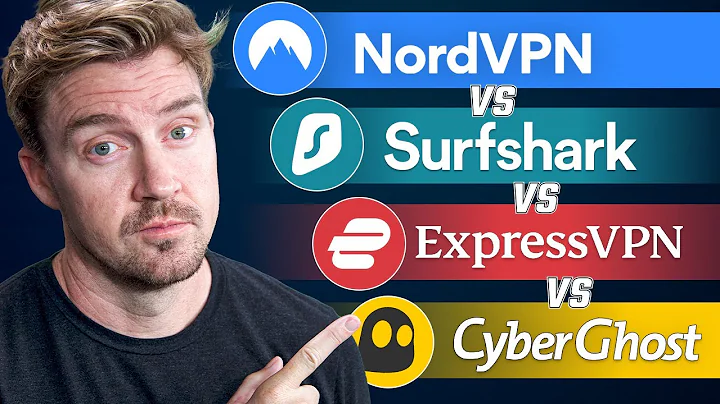 NordVPN
VS
Surfshark
VS
ExpressVPN
VS
CyberGhost